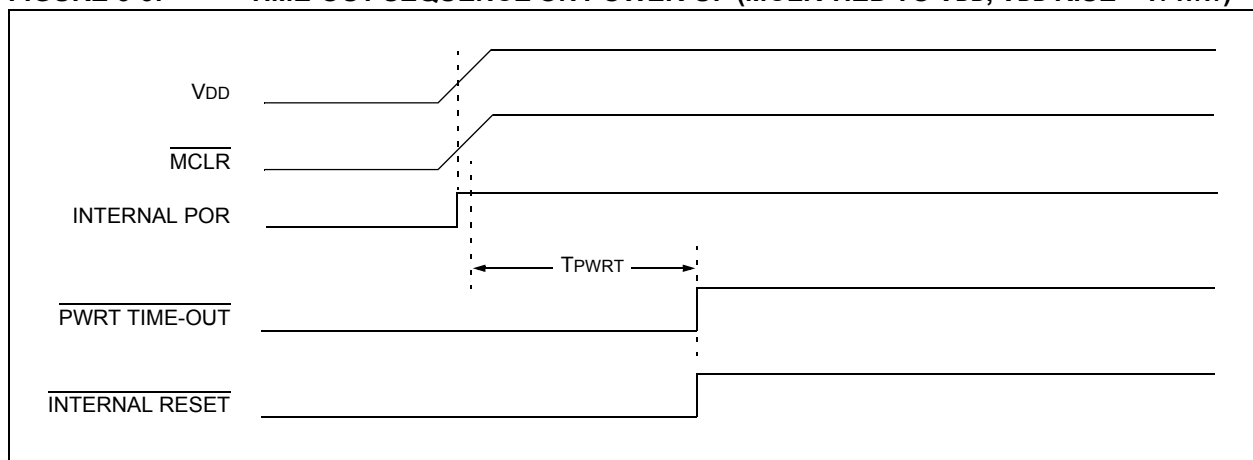 VDD
MCLR
INTERNAL POR
TPWRT
PWRT TIME-OUT
INTERNAL RESET